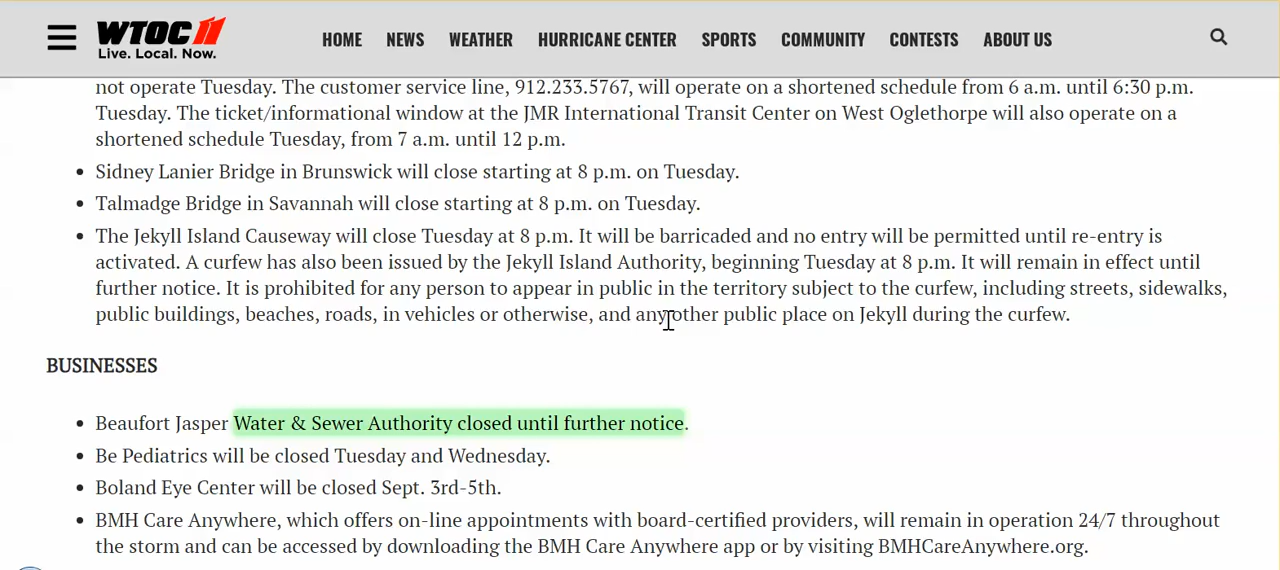 WTOC 11
Live. Local. Now.
HOME NEWS WEATHER HURRICANE CENTER SPORTS COMMUNITY CONTESTS ABOUT US
not operate Tuesday. The customer service line, 912.233.5767, will operate on a shortened schedule from 6 a.m. until 6:30 p.m.
Tuesday. The ticket/informational window at the JMR International Transit Center on West Oglethorpe will also operate on a
shortened schedule Tuesday, from 7 a.m. until 12 p.m.
• Sidney Lanier Bridge in Brunswick will close starting at 8 p.m. on Tuesday.
• Talmadge Bridge in Savannah will close starting at 8 p.m. on Tuesday.
• The Jekyll Island Causeway will close Tuesday at 8 p.m. It will be barricaded and no entry will be permitted until re-entry is
activated. A curfew has also been issued by the Jekyll Island Authority, beginning Tuesday at 8 p.m. It will remain in effect until
further notice. It is prohibited for any person to appear in public in the territory subject to the curfew, including streets, sidewalks,
public buildings, beaches, roads, in vehicles or otherwise, and any other public place on Jekyll during the curfew.
BUSINESSES
• Beaufort Jasper Water & Sewer Authority closed until further notice.
• Be Pediatrics will be closed Tuesday and Wednesday.
• Boland Eye Center will be closed Sept. 3rd-5th.
• BMH Care Anywhere, which offers on-line appointments with board-certified providers, will remain in operation 24/7 throughout
the storm and can be accessed by downloading the BMH Care Anywhere app or by visiting BMHCareAnywhere.org.